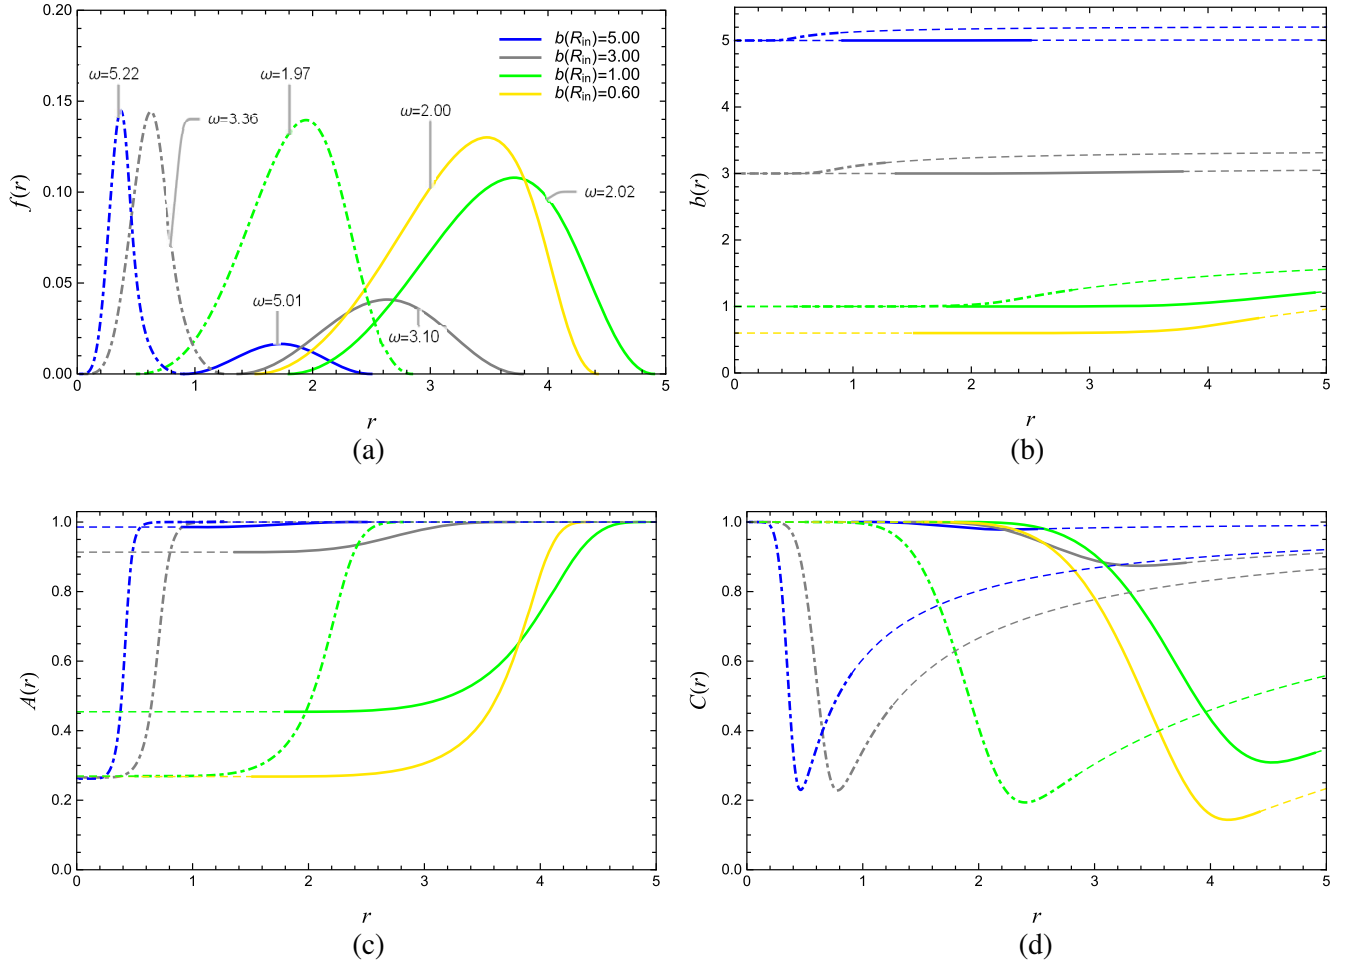 0.20
b(R_in)=5.00
b(R_in)=3.00
b(R_in)=1.00
b(R_in)=0.60
ω=5.22
ω=1.97
ω=2.00
0.15
ω=3.36
0.10
ω=2.02
f(r)
0.05
ω=5.01
ω=3.10
0.00
0 1 2 3 4 5
r
(a)
5
4
3
b(r)
2
1
0
0 1 2 3 4 5
r
(b)
1.0
0.8
0.6
A(r)
0.4
0.2
0.0
0 1 2 3 4 5
r
(c)
1.0
0.8
0.6
C(r)
0.4
0.2
0.0
0 1 2 3 4 5
r
(d)